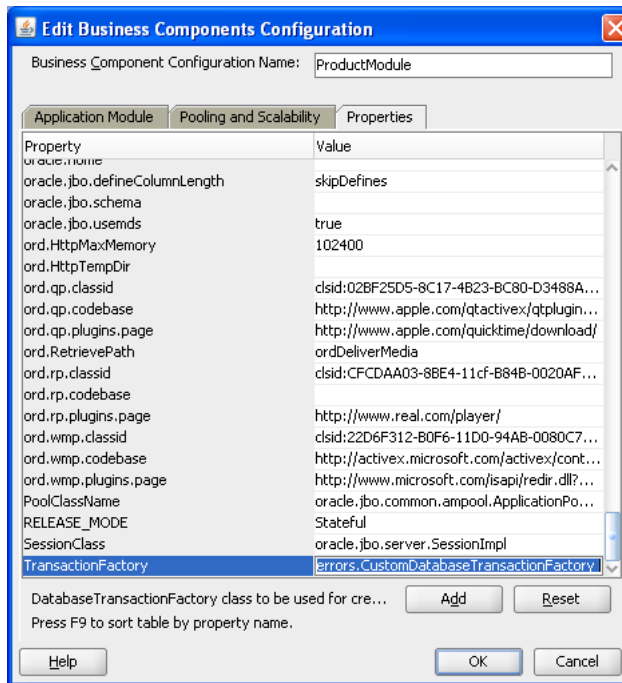 Edit Business Components Configuration
Business Component Configuration Name: ProductModule
Application Module Pooling and Scalability Properties
Property Value
oracle.home
oracle.jbo.defineColumnLength skipDefines
oracle.jbo.schema
oracle.jbo.usemds true
ord.HttpMaxMemory 102400
ord.HttpTempDir
ord.qp.classid clsid:02BF25D5-8C17-4B23-BC80-D3488A...
ord.qp.codebase http://www.apple.com/qtactivex/qtplugin...
ord.qp.plugins.page http://www.apple.com/quicktime/download/
ord.RetrievePath ordDeliverMedia
ord.rp.classid clsid:CFCDAA03-8BE4-11cf-B84B-0020AF...
ord.rp.codebase
ord.rp.plugins.page http://www.real.com/player/
ord.wmp.classid clsid:22D6F312-B0F6-11D0-94AB-0080C7...
ord.wmp.codebase http://activex.microsoft.com/activex/cont...
ord.wmp.plugins.page http://www.microsoft.com/isapi/redir.dll?...
PoolClassName oracle.jbo.common.ampool.ApplicationPo...
RELEASE_MODE Stateful
SessionClass oracle.jbo.server.SessionImpl
TransactionFactory errors.CustomDatabaseTransactionFactory
DatabaseTransactionFactory class to be used for cre... Add Reset
Press F9 to sort table by property name.
Help OK Cancel